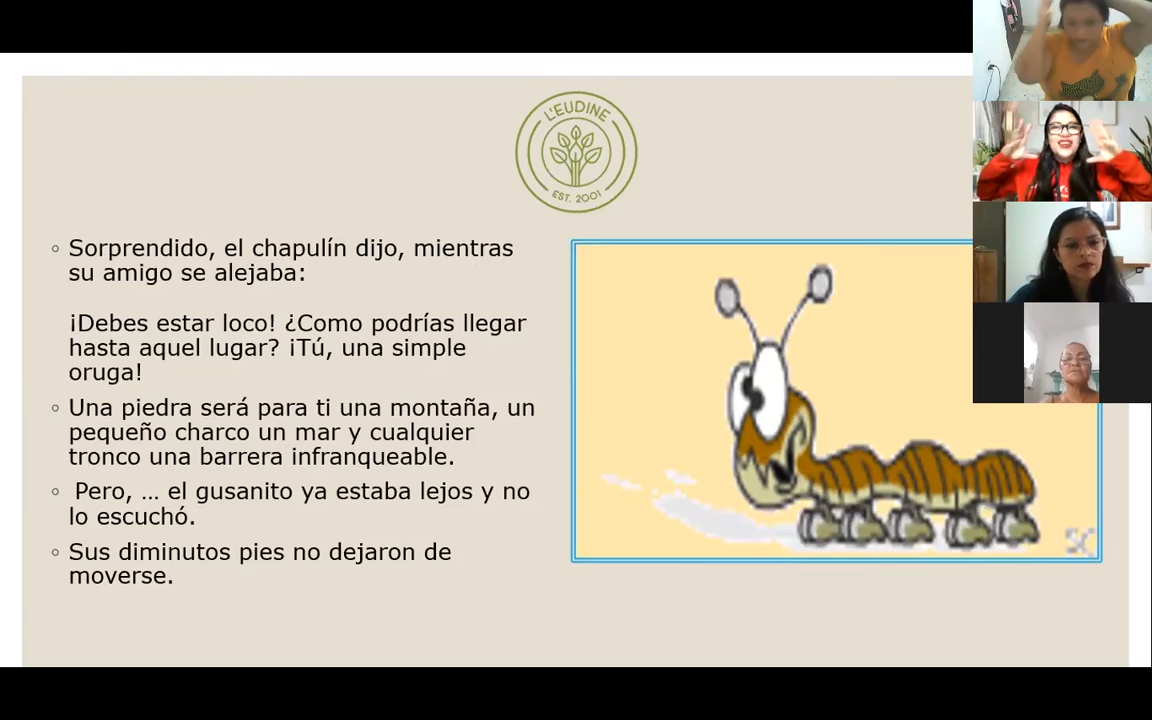 L'EUDINE
EST. 2001
Sorprendido, el chapulín dijo, mientras
su amigo se alejaba:
¡Debes estar loco! ¿Como podrías llegar
hasta aquel lugar? ¡Tú, una simple
oruga!
Una piedra será para ti una montaña, un
pequeño charco un mar y cualquier
tronco una barrera infranqueable.
Pero, ... el gusanito ya estaba lejos y no
lo escuchó.
Sus diminutos pies no dejaron de
moverse.
SC